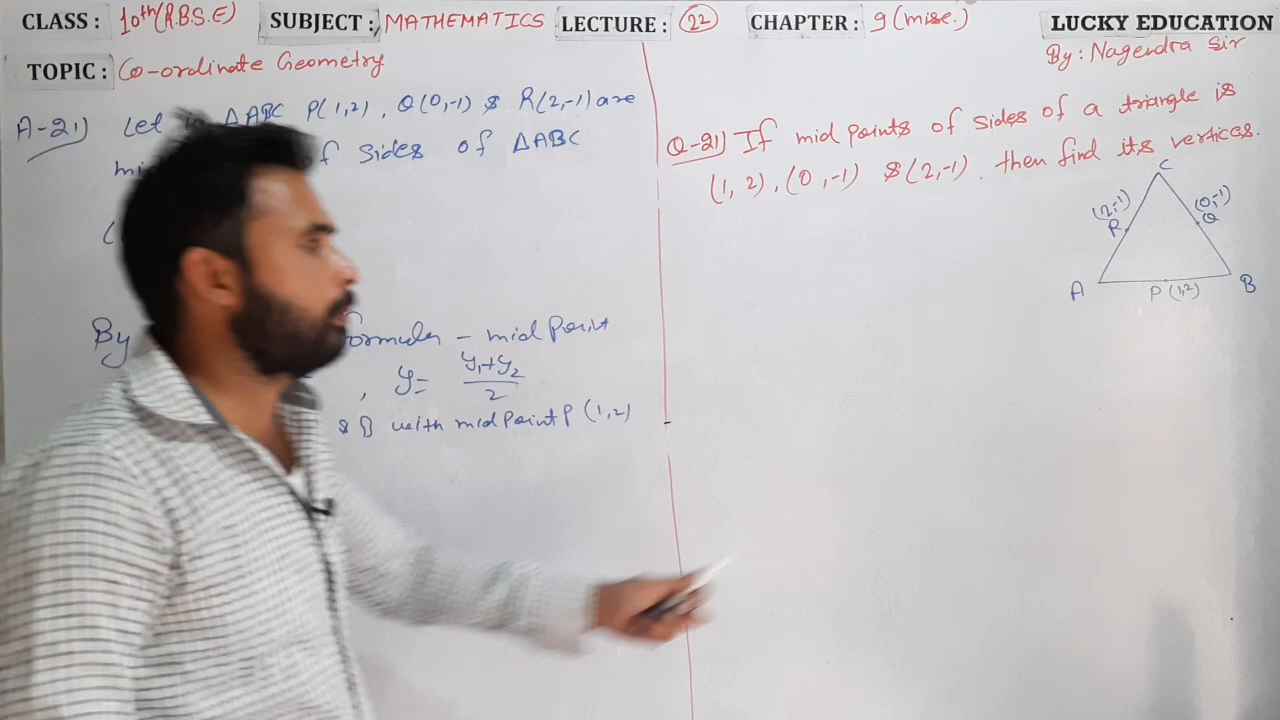 CLASS : 10th (R.B.S.E) SUBJECT : MATHEMATICS LECTURE : 22 CHAPTER : 9 (misc.) LUCKY EDUCATION
By : Nagendra Sir
TOPIC : Co-ordinate Geometry
A-21) Let in ΔABC P(1,2), Q(0,-1) & R(2,-1) are
of sides of ΔABC
By formula - mid Point
, y = y₁+y₂/2
& B with mid Point P (1,2)
Q-21) If mid points of sides of a triangle is
(1, 2), (0, -1) & (2, -1). then find its vertices.
C
(2,-1)
R
(0,-1)
Q
A
P (1,2)
B